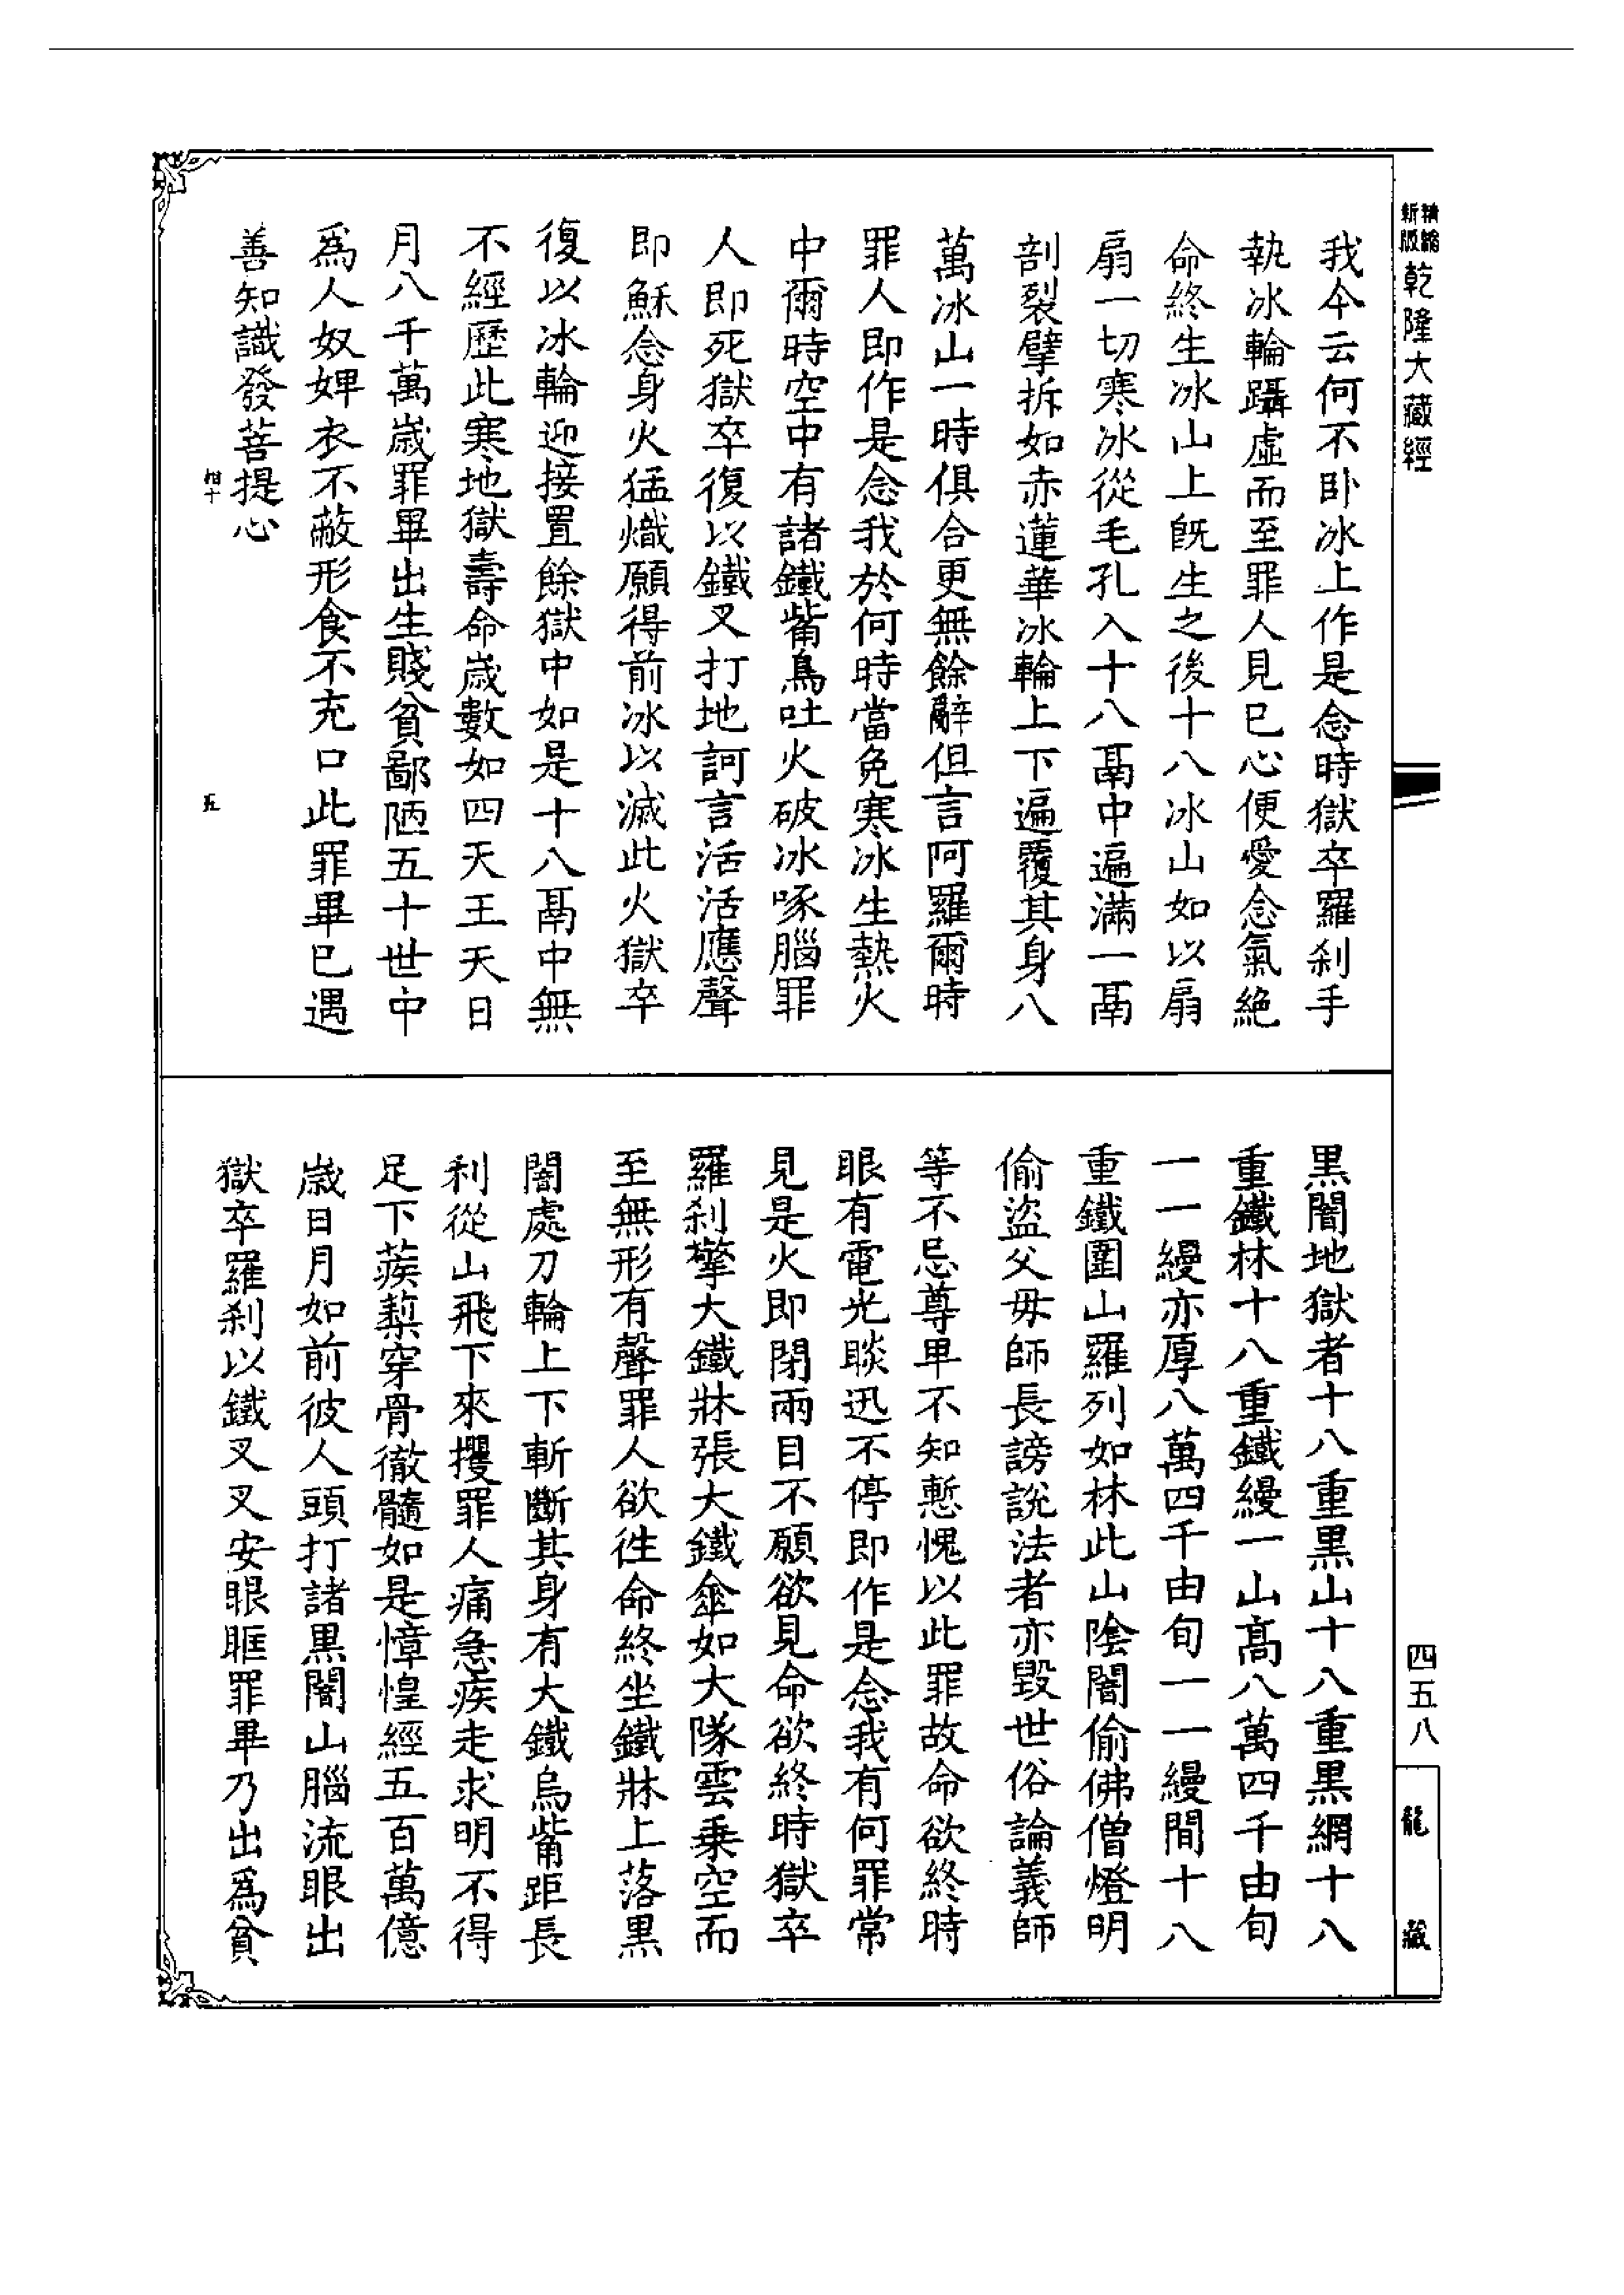 精縮
新版
乾隆大藏經
我今云何不臥冰上作是念時獄卒羅剎手
執冰輪躡虛而至罪人見已心便愛念氣絕
命終生冰山上既生之後十八冰山如以扇
扇一切寒冰從毛孔入十八鬲中遍滿一鬲
剖裂擘拆如赤蓮華冰輪上下遍覆其身八
萬冰山一時俱合更無餘辭但言阿羅爾時
罪人即作是念我於何時當免寒冰生熱火
中爾時空中有諸鐵觜鳥吐火破冰啄腦罪
人即死獄卒復以鐵叉打地訶言活活應聲
即穌念身火猛熾願得前冰以滅此火獄卒
復以冰輪迎接置餘獄中如是十八鬲中無
不經歷此寒地獄壽命歲數如四天王天日
月八千萬歲罪畢出生賤貧鄙陋五十世中
為人奴婢衣不蔽形食不充口此罪畢已遇
善知識發菩提心
五
黑闇地獄者十八重黑山十八重黑網十八
重鐵林十八重鐵縵一山高八萬四千由旬
一一縵亦厚八萬四千由旬一一縵間十八
重鐵圍山羅列如林此山陰闇偷佛僧燈明
偷盜父母師長謗說法者亦毀世俗論義師
等不忌尊卑不知慙愧以此罪故命欲終時
眼有電光睒迅不停即作是念我有何罪常
見是火即閉兩目不願欲見命欲終時獄卒
羅剎擎大鐵牀張大鐵傘如大隊雲乗空而
至無形有聲罪人欲徃命終坐鐵牀上落黑
闇處刀輪上下斬斷其身有大鐵烏觜距長
利從山飛下來攫罪人痛急疾走求明不得
足下蒺蔾穿骨徹髓如是慞惶經五百萬億
歲日月如前彼人頭打諸黑闇山腦流眼出
獄卒羅剎以鐵叉叉安眼眶罪畢乃出為貧
四五八
龍藏